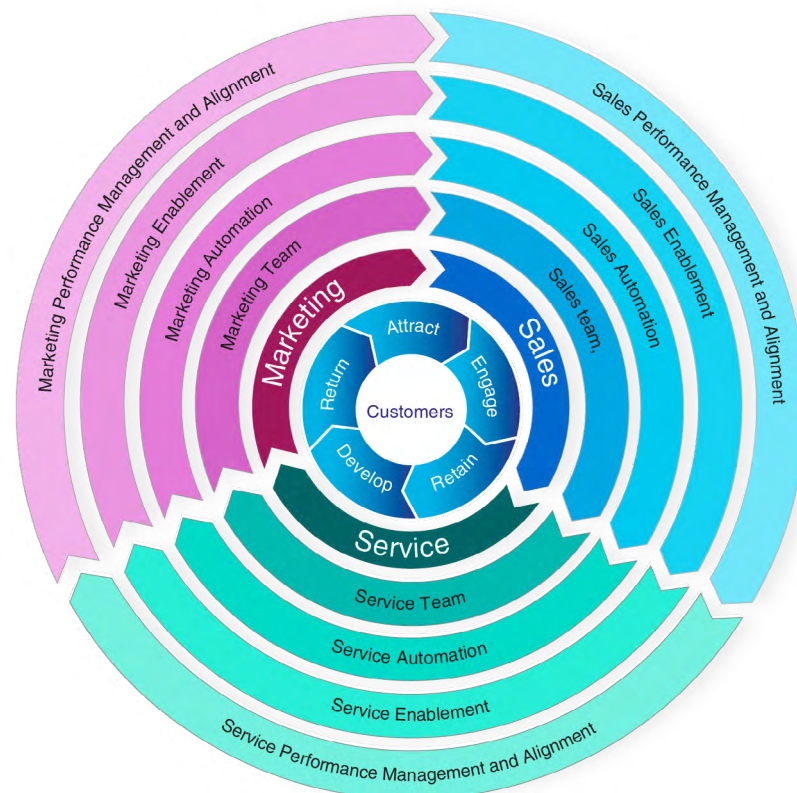 Marketing Performance Management and Alignment
Marketing Enablement
Marketing Automation
Marketing Team
Marketing
Sales Performance Management and Alignment
Sales Enablement
Sales Automation
Sales team,
Sales
Attract
Engage
Retain
Develop
Return
Customers
Service
Service Team
Service Automation
Service Enablement
Service Performance Management and Alignment